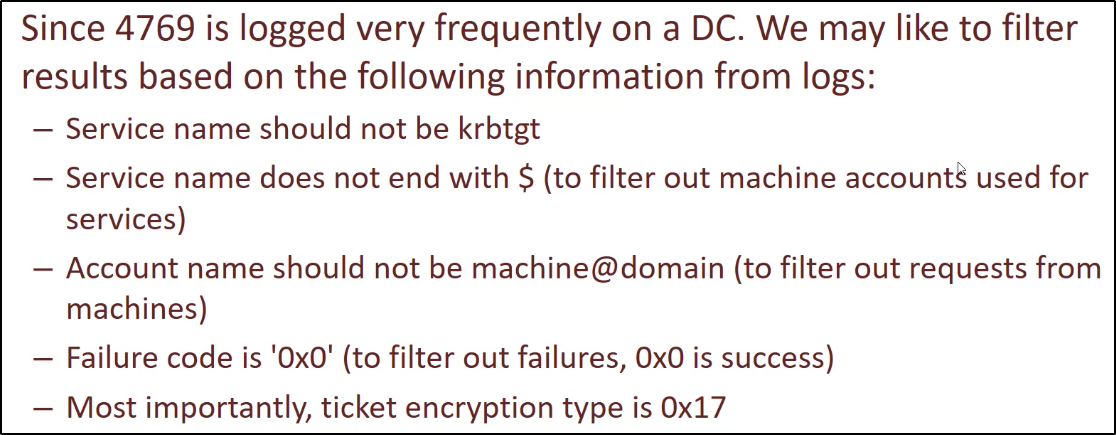 Since 4769 is logged very frequently on a DC. We may like to filter
results based on the following information from logs:
– Service name should not be krbtgt
– Service name does not end with $ (to filter out machine accounts used for
services)
– Account name should not be machine@domain (to filter out requests from
machines)
– Failure code is '0x0' (to filter out failures, 0x0 is success)
– Most importantly, ticket encryption type is 0x17